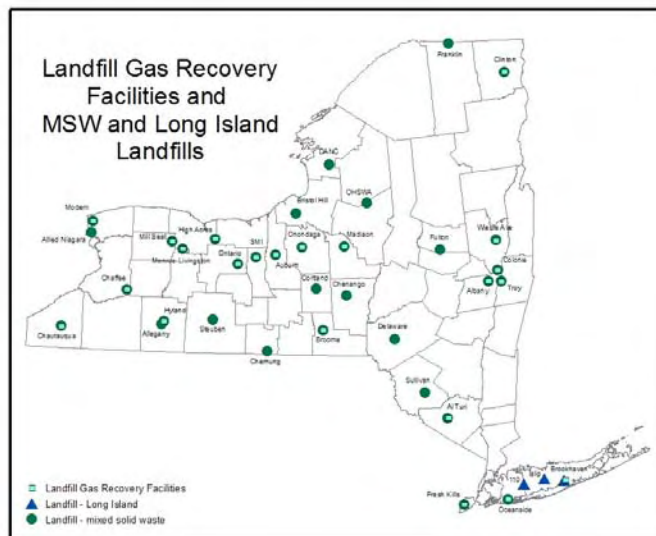 Landfill Gas Recovery
Facilities and
MSW and Long Island
Landfills
Franklin
Clinton
DANC
OHSWA
Bristol Hill
Modern
Allied Niagara
Mill Seat
High Acres
Monroe-Livingston
Ontario
SMI
Auburn
Onondaga
Madison
Fulton
Colonie
Albany
Troy
Chaffee
Cortland
Chenango
Chautauqua
Hyland
Allegany
Steuben
Chemung
Broome
Delaware
Sullivan
Al Turi
110
Islip
Brookhaven
Fresh Kills
Oceanside
Landfill Gas Recovery Facilities
Landfill - Long Island
Landfill - mixed solid waste